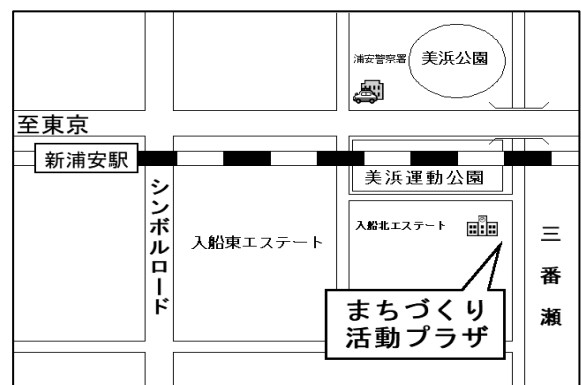 浦安警察署
美浜公園
至東京
新浦安駅
美浜運動公園
シンボルロード
入船東エステート
入船北エステート
三番瀬
まちづくり
活動プラザ